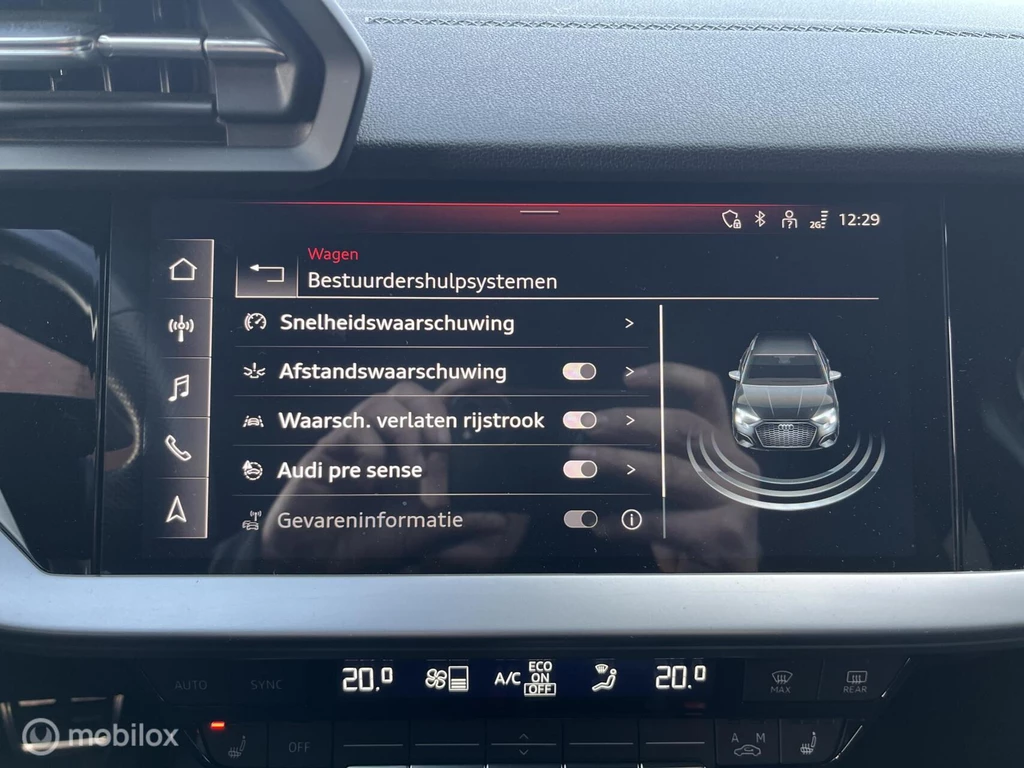 2G 12:29
Wagen
Bestuurdershulpsystemen
Snelheidswaarschuwing
Afstandswaarschuwing
Waarsch. verlaten rijstrook
Audi pre sense
Gevareninformatie
AUTO SYNC 20.0 A/C ECO ON OFF 20.0 MAX REAR
OFF A M
mobilox